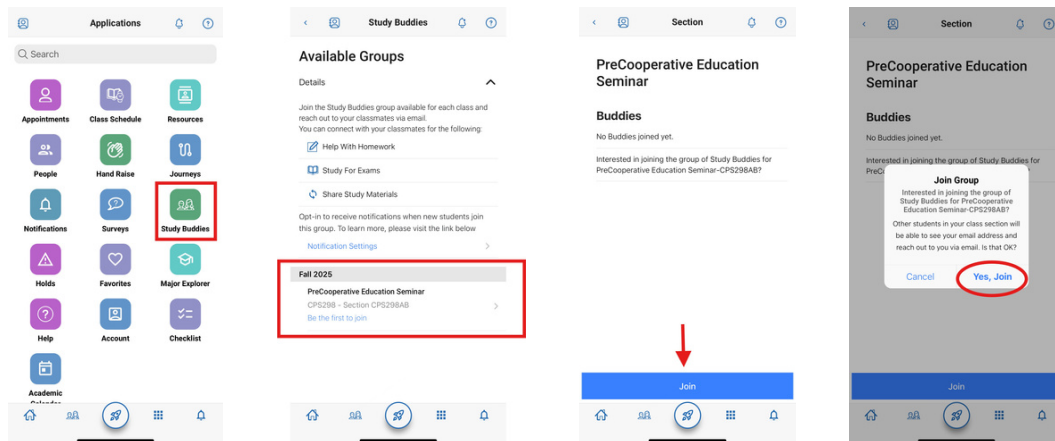 Applications
Search
Appointments
Class Schedule
Resources
People
Hand Raise
Journeys
Notifications
Surveys
Study Buddies
Holds
Favorites
Major Explorer
Help
Account
Checklist
Academic
Calendar
Study Buddies
Available Groups
Details
Join the Study Buddies group available for each class and
reach out to your classmates via email.
You can connect with your classmates for the following:
Help With Homework
Study For Exams
Share Study Materials
Opt-in to receive notifications when new students join
this group. To learn more, please visit the link below
Notification Settings
Fall 2025
PreCooperative Education Seminar
CPS298 - Section CPS298AB
Be the first to join
Section
PreCooperative Education
Seminar
Buddies
No Buddies joined yet.
Interested in joining the group of Study Buddies for
PreCooperative Education Seminar-CPS298AB?
Join
Section
PreCooperative Education
Seminar
Buddies
No Buddies joined yet.
Interested in joining the group of Study Buddies for
PreC
Join Group
Interested in joining the group of
Study Buddies for PreCooperative
Education Seminar-CPS298AB?
Other students in your class section will
be able to see your email address and
reach out to you via email. Is that OK?
Cancel
Yes, Join
Join